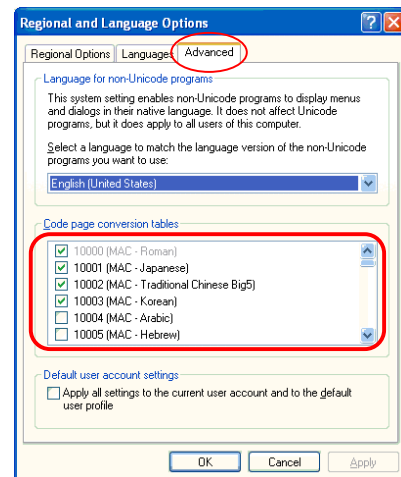 Regional and Language Options
Regional Options
Languages
Advanced
Language for non-Unicode programs
This system setting enables non-Unicode programs to display menus
and dialogs in their native language. It does not affect Unicode
programs, but it does apply to all users of this computer.
Select a language to match the language version of the non-Unicode
programs you want to use:
English (United States)
Code page conversion tables
10000 (MAC - Roman)
10001 (MAC - Japanese)
10002 (MAC - Traditional Chinese Big5)
10003 (MAC - Korean)
10004 (MAC - Arabic)
10005 (MAC - Hebrew)
Default user account settings
Apply all settings to the current user account and to the default
user profile
OK
Cancel
Apply